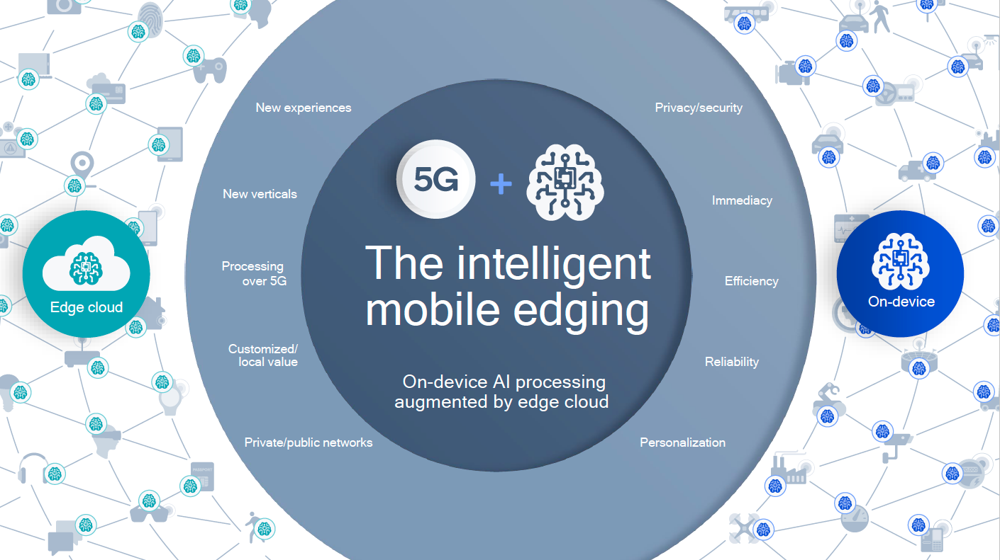 New experiences
New verticals
Processing
over 5G
Customized/
local value
Private/public networks
Edge cloud
5G
+
The intelligent
mobile edging
On-device AI processing
augmented by edge cloud
Privacy/security
Immediacy
Efficiency
Reliability
Personalization
On-device
PASSPORT